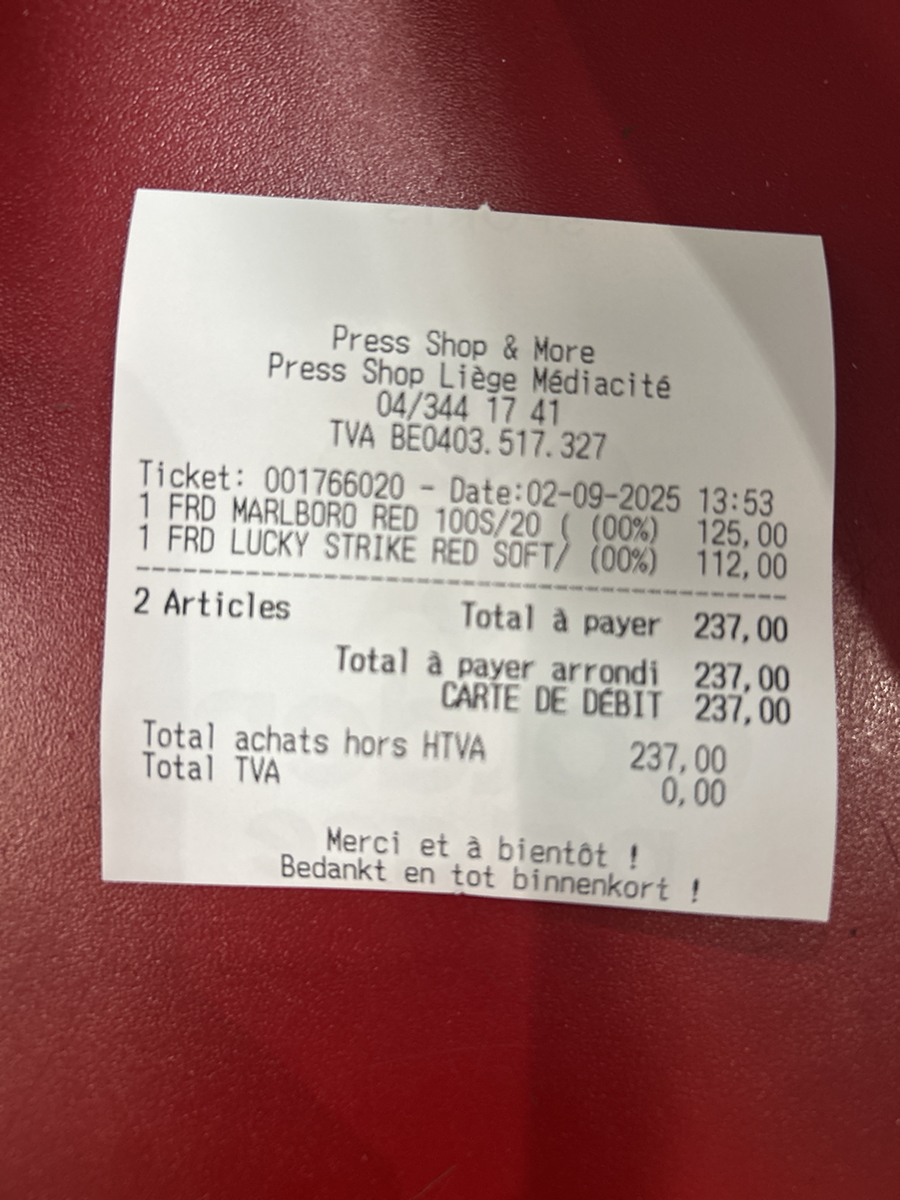 Press Shop & More
Press Shop Liège Médiacité
04/344 17 41
TVA BE0403.517.327
Ticket: 001766020 - Date:02-09-2025 13:53
1 FRD MARLBORO RED 100S/20 ( (00%) 125,00
1 FRD LUCKY STRIKE RED SOFT/ (00%) 112,00
--------------------------------------------------
2 Articles Total à payer 237,00
Total à payer arrondi 237,00
CARTE DE DÉBIT 237,00
Total achats hors HTVA 237,00
Total TVA 0,00
Merci et à bientôt !
Bedankt en tot binnenkort !